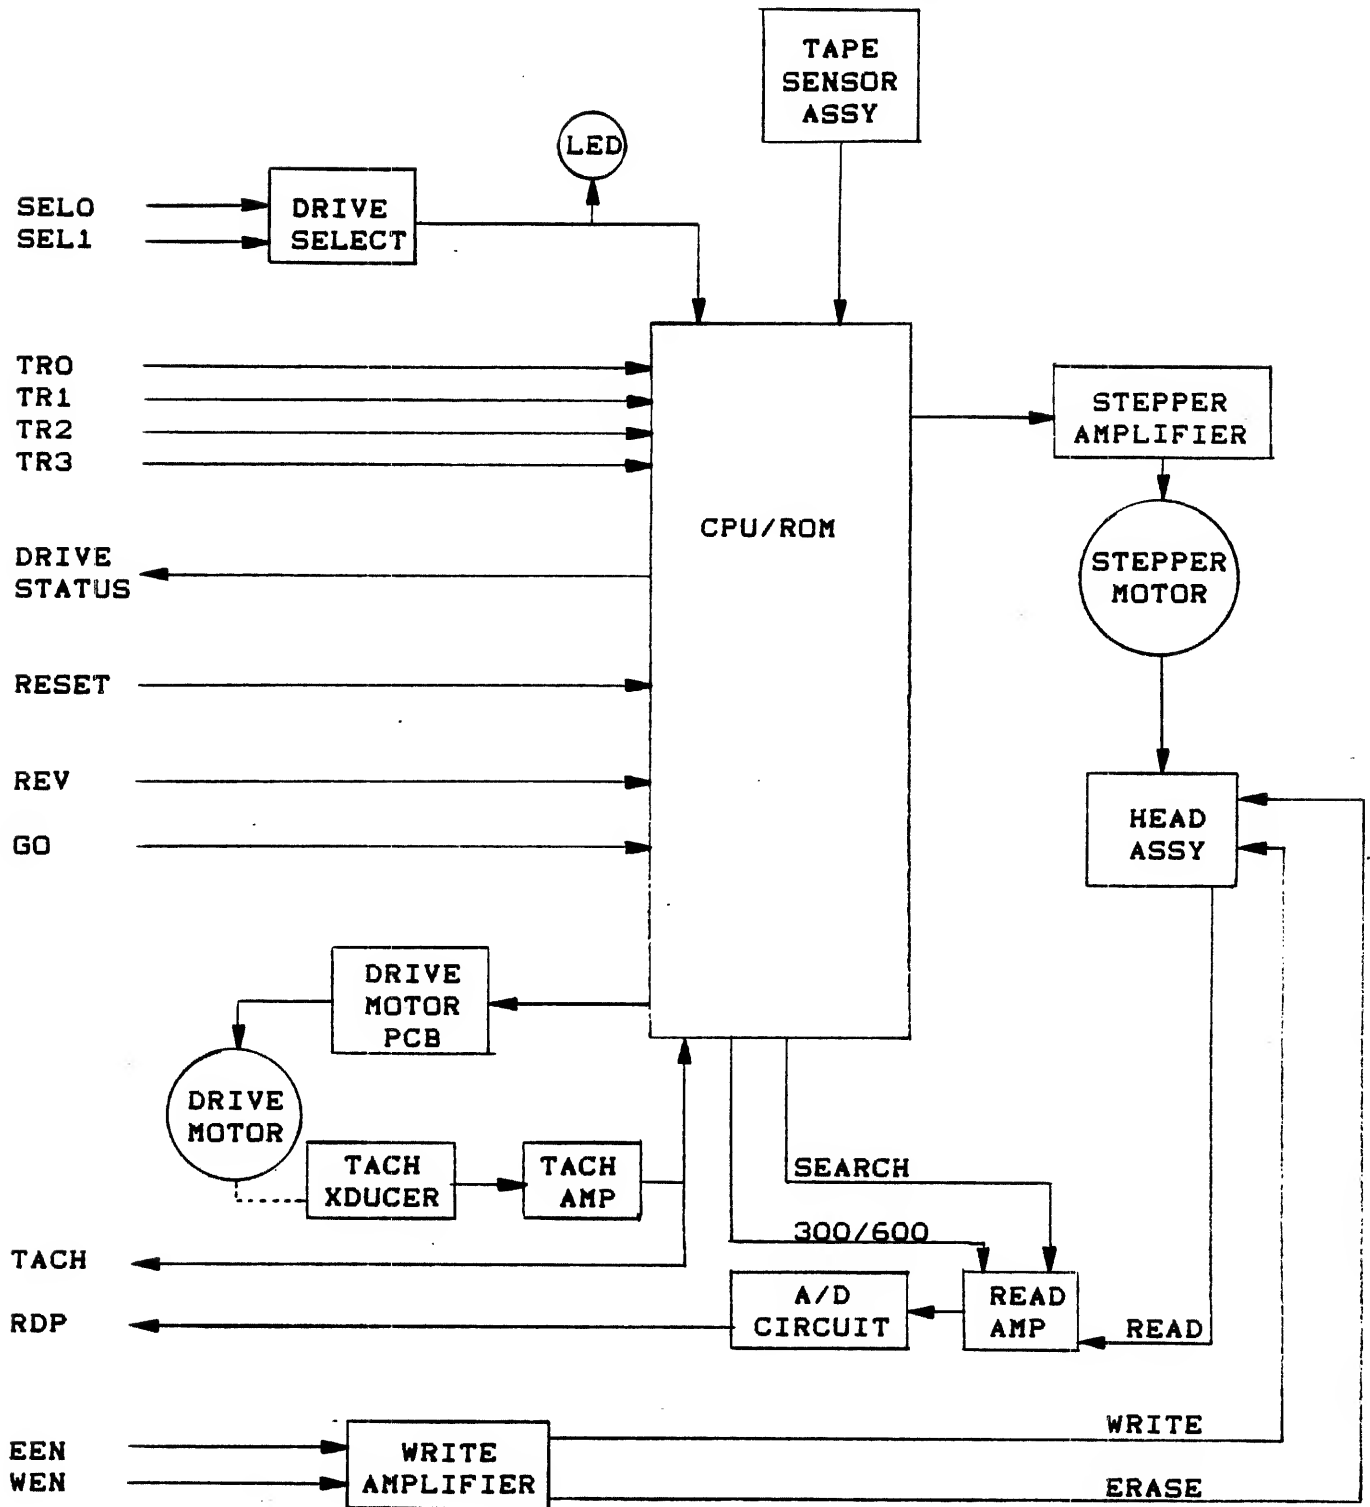 TAPE
SENSOR
ASSY
LED
SEL0
SEL1
DRIVE
SELECT
TR0
TR1
TR2
TR3
STEPPER
AMPLIFIER
CPU/ROM
DRIVE
STATUS
STEPPER
MOTOR
RESET
REV
GO
HEAD
ASSY
DRIVE
MOTOR
PCB
DRIVE
MOTOR
TACH
XDUCER
TACH
AMP
SEARCH
300/600
TACH
RDP
A/D
CIRCUIT
READ
AMP
READ
EEN
WEN
WRITE
AMPLIFIER
WRITE
ERASE